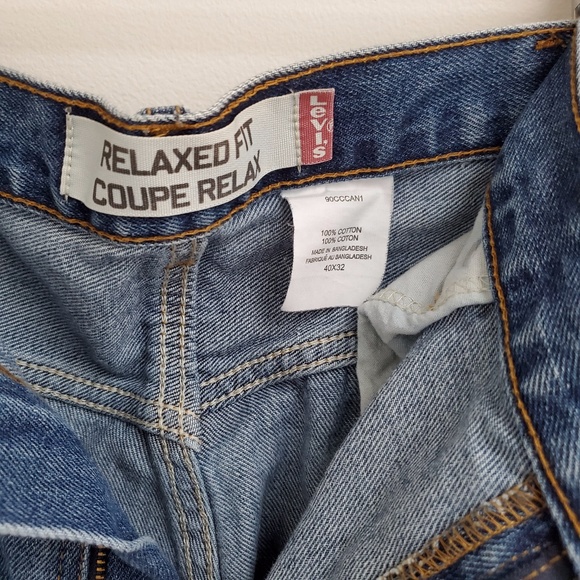 RELAXED FIT
COUPE RELAX
LEVI'S®
90CCCAN1
100% COTTON
100% COTON
MADE IN BANGLADESH
FABRIQUÉ AU BANGLADESH
40X32